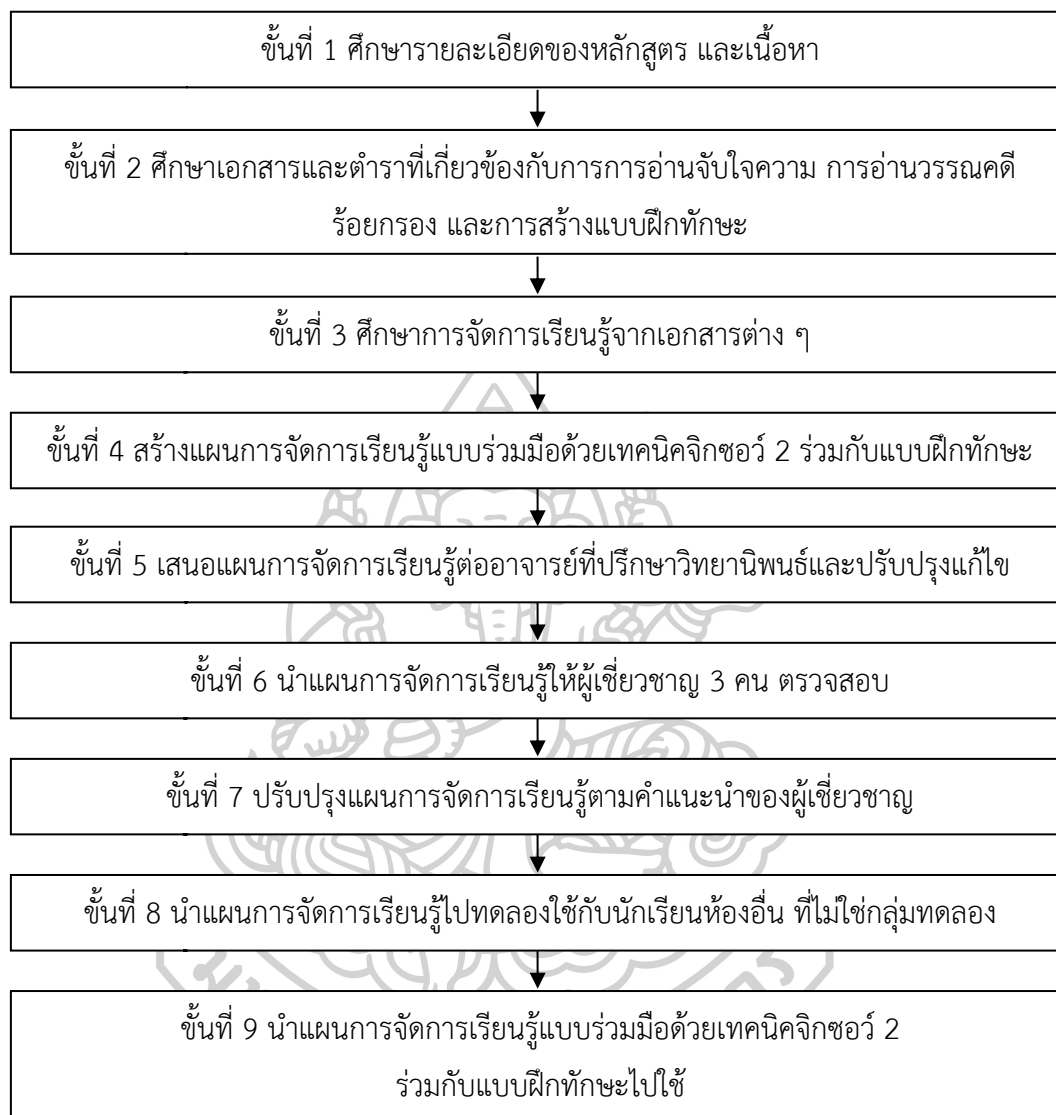 ขั้นที่ 1 ศึกษารายละเอียดของหลักสูตร และเนื้อหา
ขั้นที่ 2 ศึกษาเอกสารและตำราที่เกี่ยวข้องกับการการอ่านจับใจความ การอ่านวรรณคดี
ร้อยกรอง และการสร้างแบบฝึกทักษะ
ขั้นที่ 3 ศึกษาการจัดการเรียนรู้จากเอกสารต่าง ๆ
ขั้นที่ 4 สร้างแผนการจัดการเรียนรู้แบบร่วมมือด้วยเทคนิคจิกซอว์ 2 ร่วมกับแบบฝึกทักษะ
ขั้นที่ 5 เสนอแผนการจัดการเรียนรู้ต่ออาจารย์ที่ปรึกษาวิทยานิพนธ์และปรับปรุงแก้ไข
ขั้นที่ 6 นำแผนการจัดการเรียนรู้ให้ผู้เชี่ยวชาญ 3 คน ตรวจสอบ
ขั้นที่ 7 ปรับปรุงแผนการจัดการเรียนรู้ตามคำแนะนำของผู้เชี่ยวชาญ
ขั้นที่ 8 นำแผนการจัดการเรียนรู้ไปทดลองใช้กับนักเรียนห้องอื่น ที่ไม่ใช่กลุ่มทดลอง
ขั้นที่ 9 นำแผนการจัดการเรียนรู้แบบร่วมมือด้วยเทคนิคจิกซอว์ 2
ร่วมกับแบบฝึกทักษะไปใช้